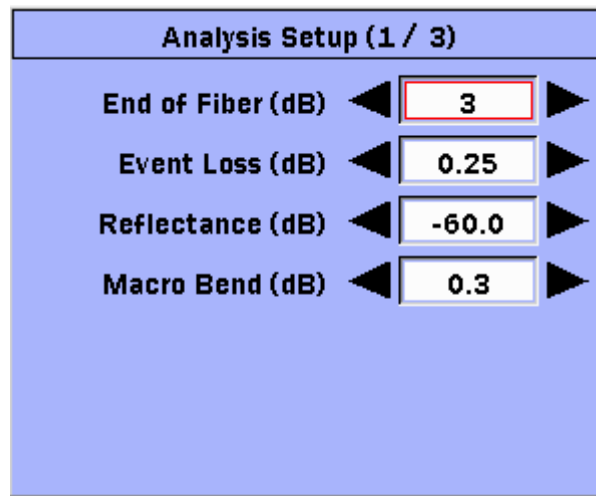 Analysis Setup (1 / 3)
End of Fiber (dB) 3
Event Loss (dB) 0.25
Reflectance (dB) -60.0
Macro Bend (dB) 0.3